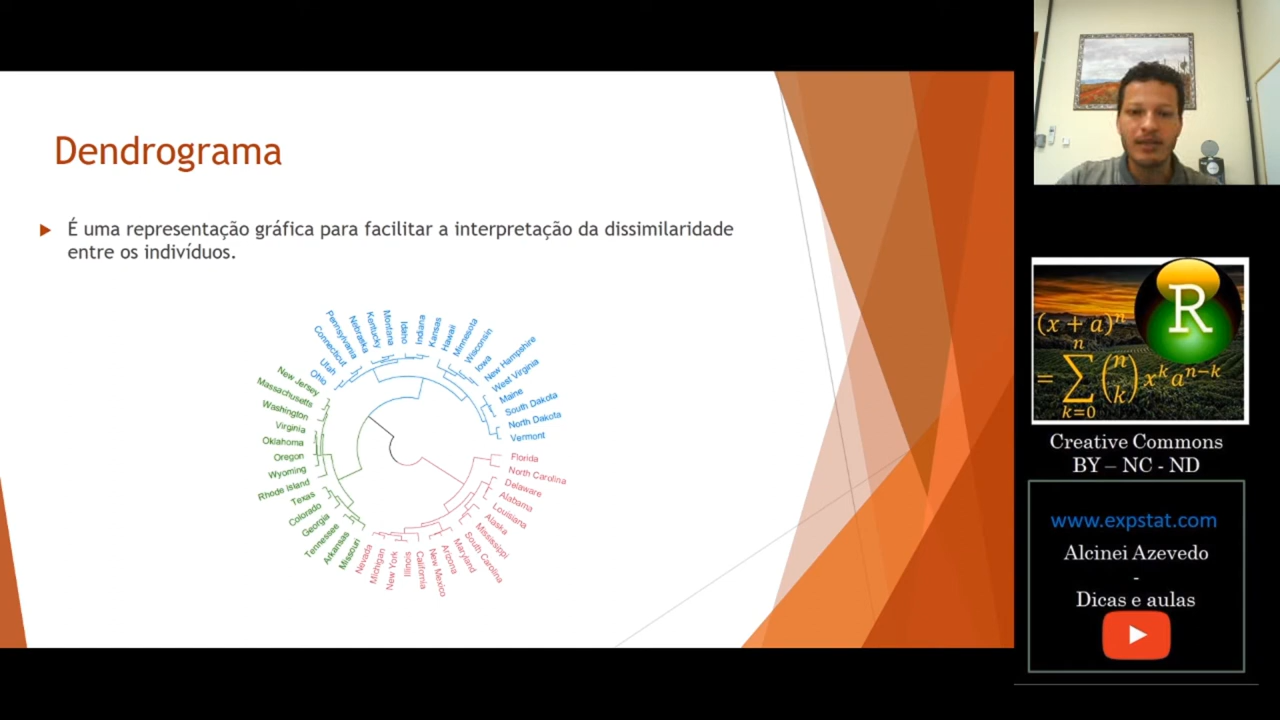 Dendrograma
É uma representação gráfica para facilitar a interpretação da dissimilaridade
entre os indivíduos.
Ohio
Utah
Connecticut
Pennsylvania
Nebraska
Kentucky
Montana
Idaho
Indiana
Kansas
Hawaii
Minnesota
Wisconsin
Iowa
New Hampshire
West Virginia
Maine
South Dakota
North Dakota
Vermont
Florida
North Carolina
Delaware
Alabama
Louisiana
Alaska
Mississippi
South Carolina
Maryland
Arizona
New Mexico
California
Illinois
New York
Michigan
Nevada
Missouri
Arkansas
Tennessee
Georgia
Colorado
Texas
Rhode Island
Wyoming
Oregon
Oklahoma
Virginia
Washington
Massachusetts
New Jersey
R
(x + a)^n
= ∑_{k=0}^{n} (n k) x^k a^{n−k}
Creative Commons
BY – NC - ND
www.expstat.com
Alcinei Azevedo
-
Dicas e aulas